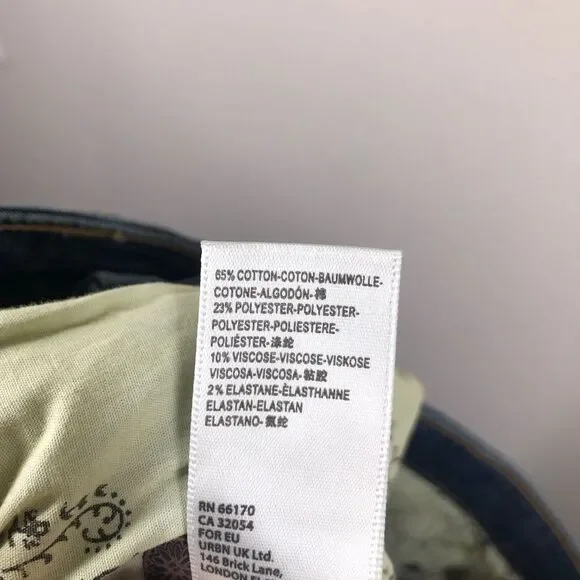 65% COTTON-COTON-BAUMWOLLE-
COTONE-ALGODÓN-棉
23% POLYESTER-POLYESTER-
POLYESTER-POLIESTERE-
POLIÉSTER-涤纶
10% VISCOSE-VISCOSE-VISKOSE
VISCOSA-VISCOSA-粘胶
2% ELASTANE-ÉLASTHANNE
ELASTAN-ELASTAN
ELASTANO-氨纶
RN 66170
CA 32054
FOR EU
URBN UK Ltd.
146 Brick Lane,
LONDON